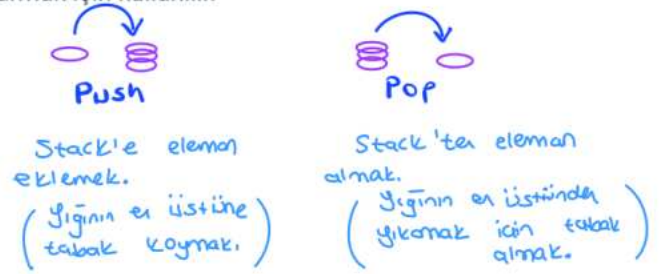 için
Push
Pop
Stack'e eleman
eklemek.
(Yığının en üstüne
tabak koymak.)
Stack'ten eleman
almak.
(Yığının en üstünden
yıkamak için tabak
almak.)